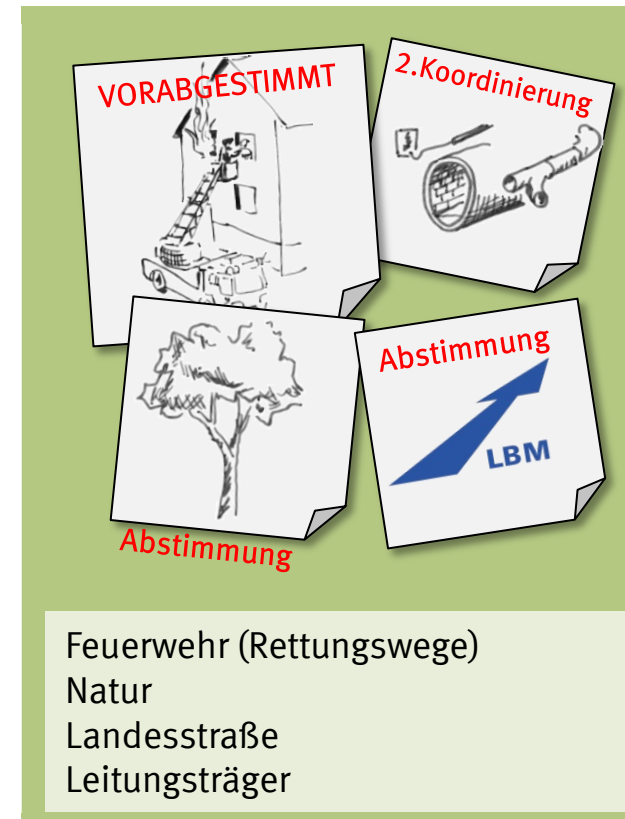 VORABGESTIMMT
2.Koordinierung
Abstimmung
LBM
Abstimmung
Feuerwehr (Rettungswege)
Natur
Landesstraße
Leitungsträger